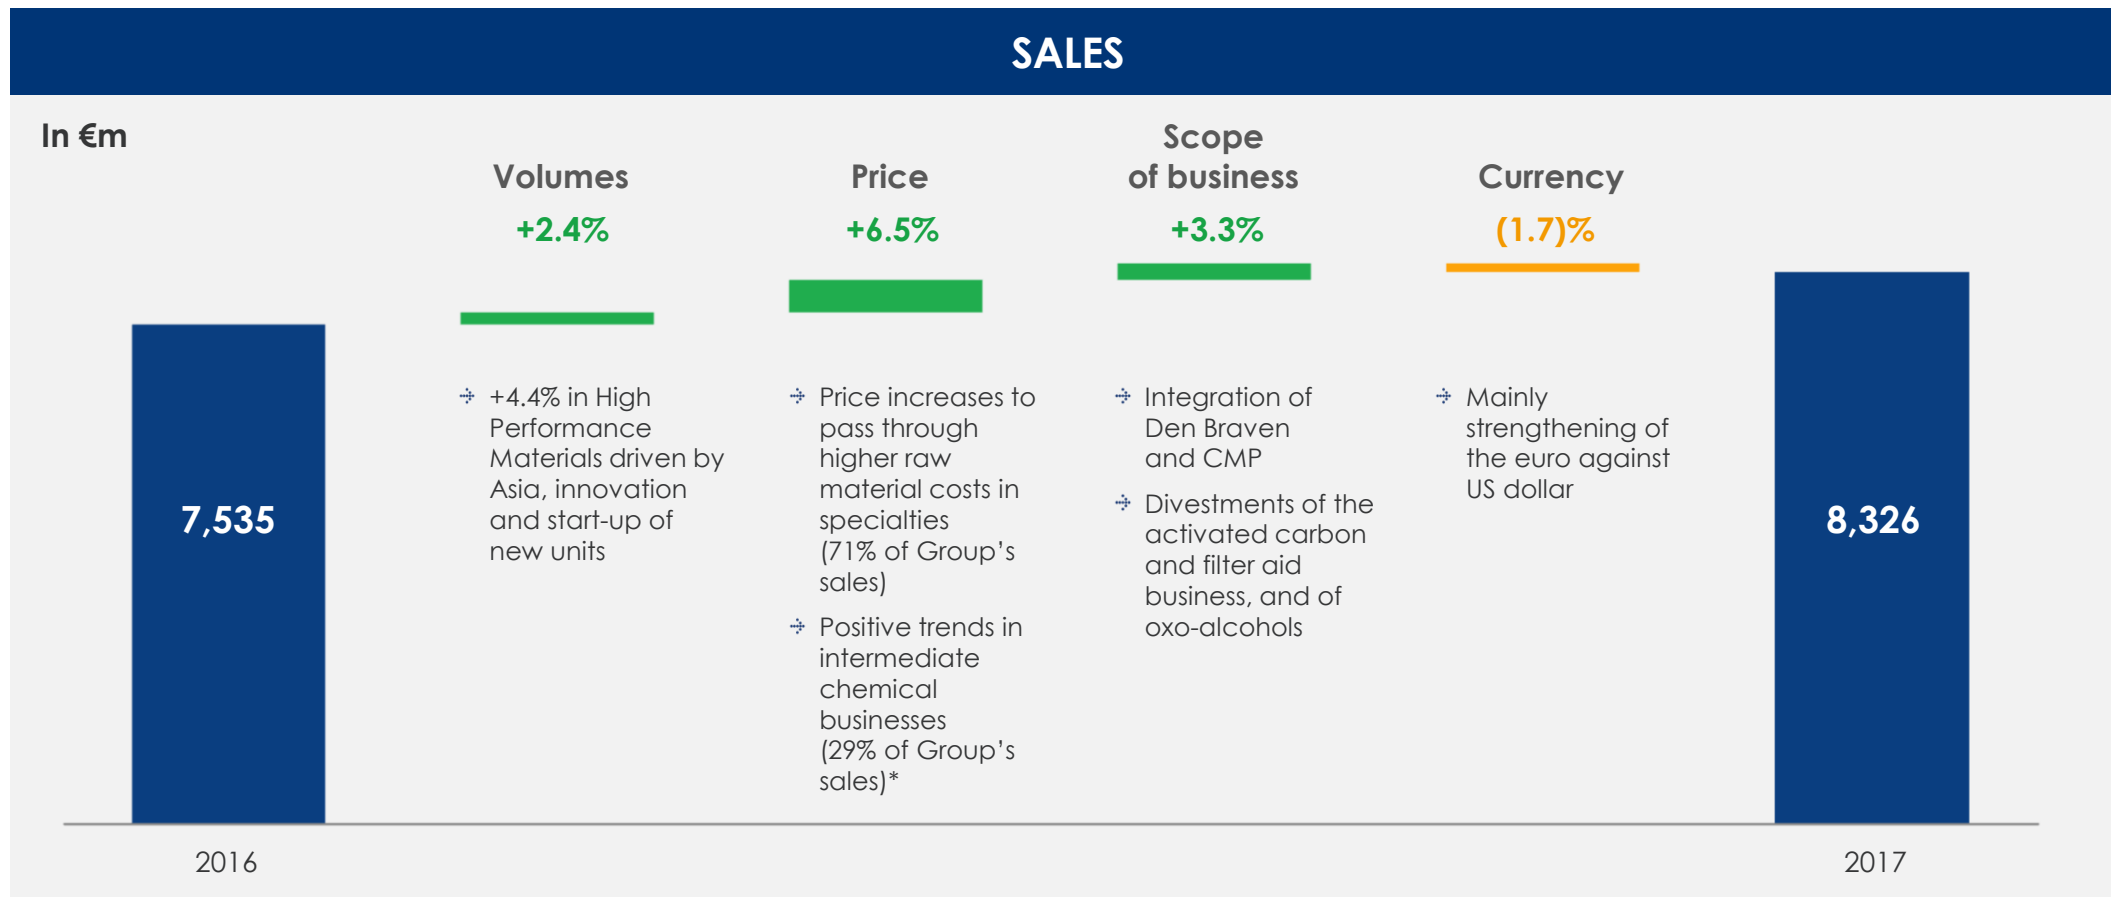 SALES
In €m
Volumes
+2.4%
+4.4% in High
Performance
Materials driven by
Asia, innovation
and start-up of
new units
Price
+6.5%
Price increases to
pass through
higher raw
material costs in
specialties
(71% of Group’s
sales)
Positive trends in
intermediate
chemical
businesses
(29% of Group’s
sales)*
Scope
of business
+3.3%
Integration of
Den Braven
and CMP
Divestments of the
activated carbon
and filter aid
business, and of
oxo-alcohols
Currency
(1.7)%
Mainly
strengthening of
the euro against
US dollar
7,535
8,326
2016
2017